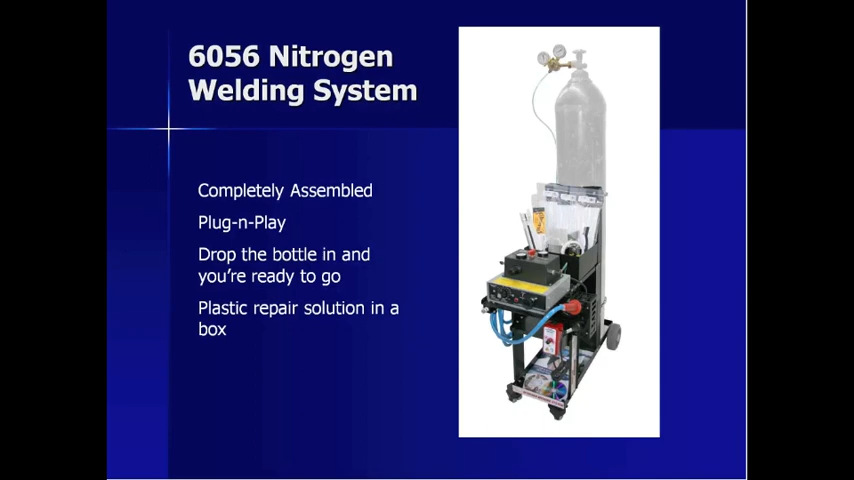 6056 Nitrogen
Welding System
Completely Assembled
Plug-n-Play
Drop the bottle in and
you're ready to go
Plastic repair solution in a
box